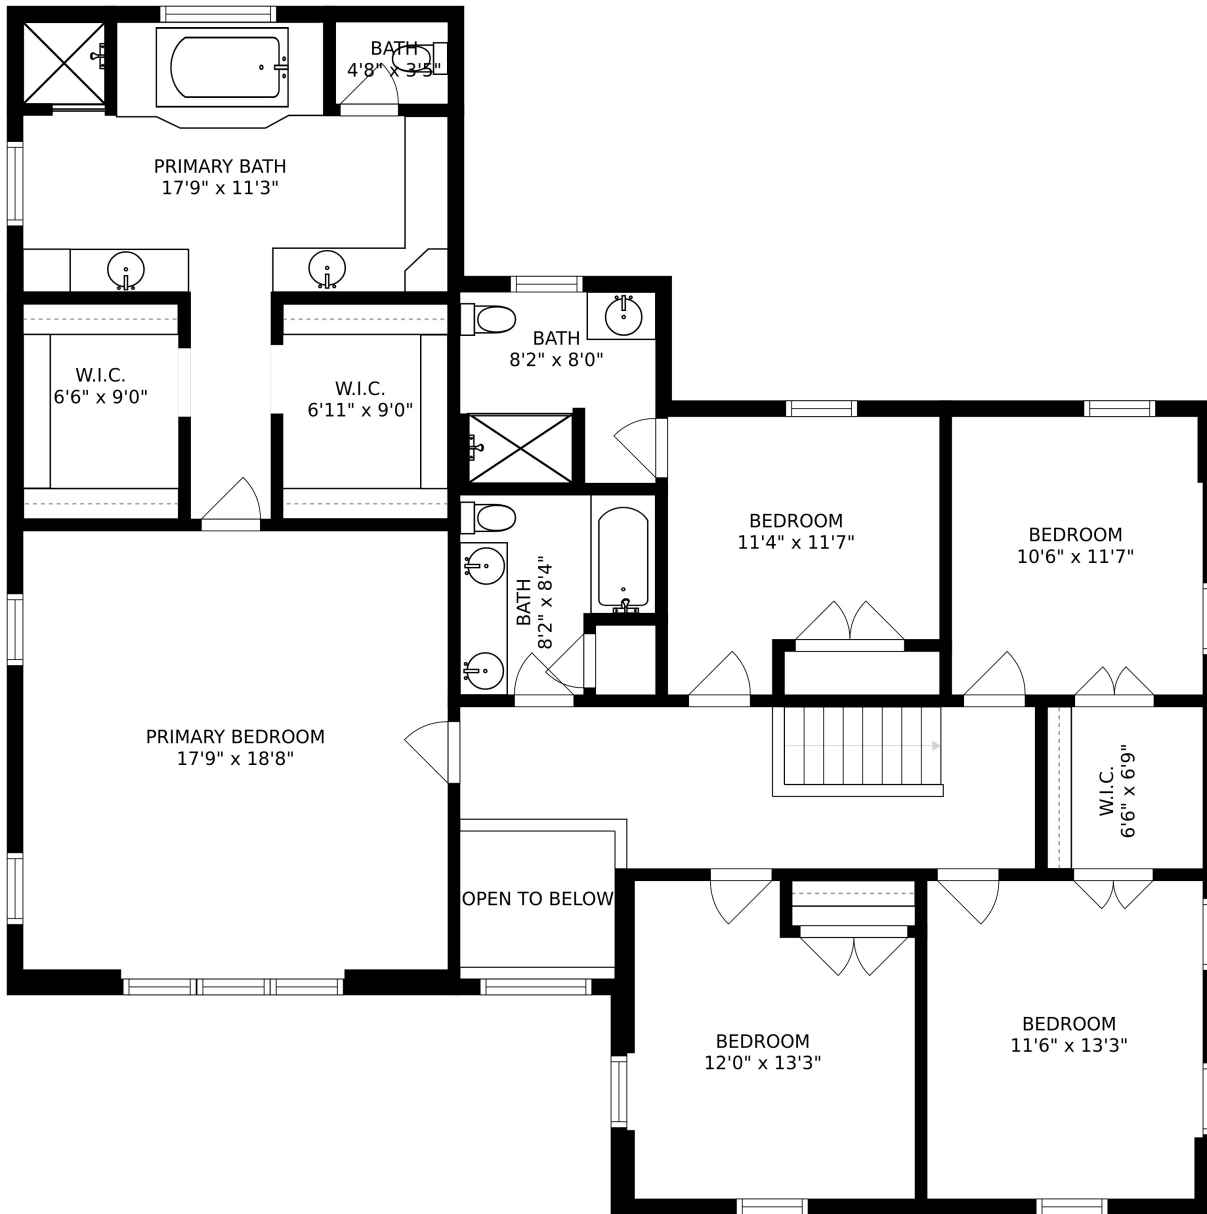 BATH
4'8" x 3'5"
PRIMARY BATH
17'9" x 11'3"
BATH
8'2" x 8'0"
W.I.C.
6'6" x 9'0"
W.I.C.
6'11" x 9'0"
BEDROOM
11'4" x 11'7"
BEDROOM
10'6" x 11'7"
BATH
8'2" x 8'4"
PRIMARY BEDROOM
17'9" x 18'8"
W.I.C.
6'6" x 6'9"
OPEN TO BELOW
BEDROOM
12'0" x 13'3"
BEDROOM
11'6" x 13'3"